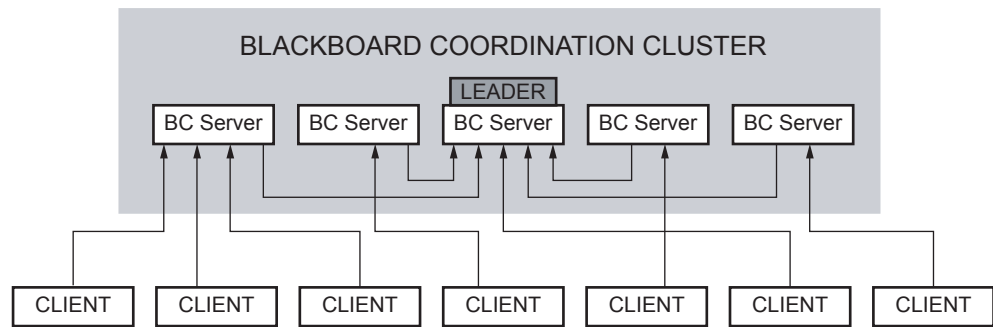 BLACKBOARD COORDINATION CLUSTER
LEADER
BC Server BC Server BC Server BC Server BC Server
CLIENT CLIENT CLIENT CLIENT CLIENT CLIENT CLIENT